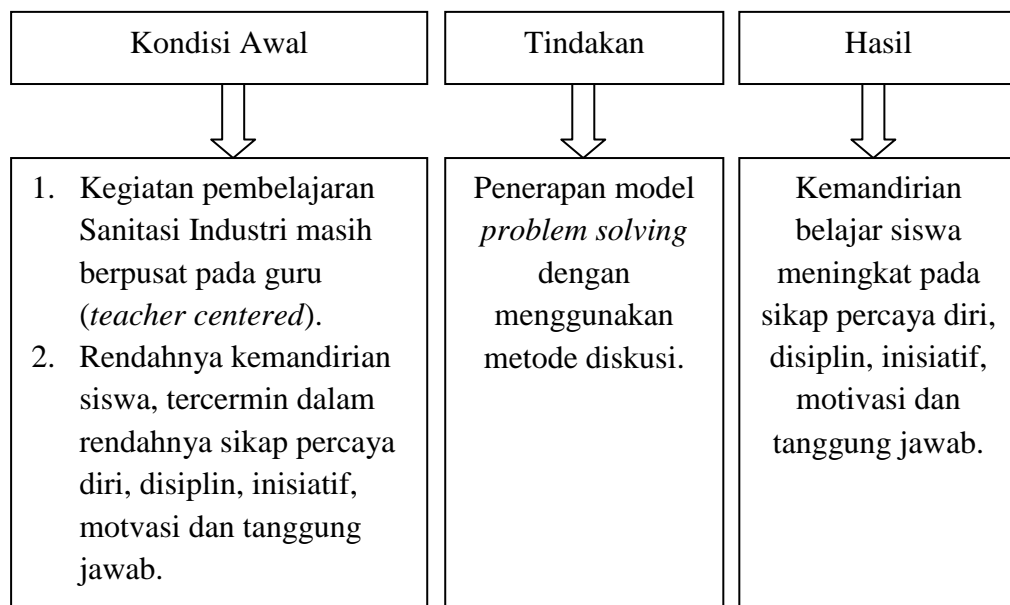 Kondisi Awal
Tindakan
Hasil
1. Kegiatan pembelajaran
Sanitasi Industri masih
berpusat pada guru
(teacher centered).
2. Rendahnya kemandirian
siswa, tercermin dalam
rendahnya sikap percaya
diri, disiplin, inisiatif,
motvasi dan tanggung
jawab.
Penerapan model
problem solving
dengan
menggunakan
metode diskusi.
Kemandirian
belajar siswa
meningkat pada
sikap percaya diri,
disiplin, inisiatif,
motivasi dan
tanggung jawab.